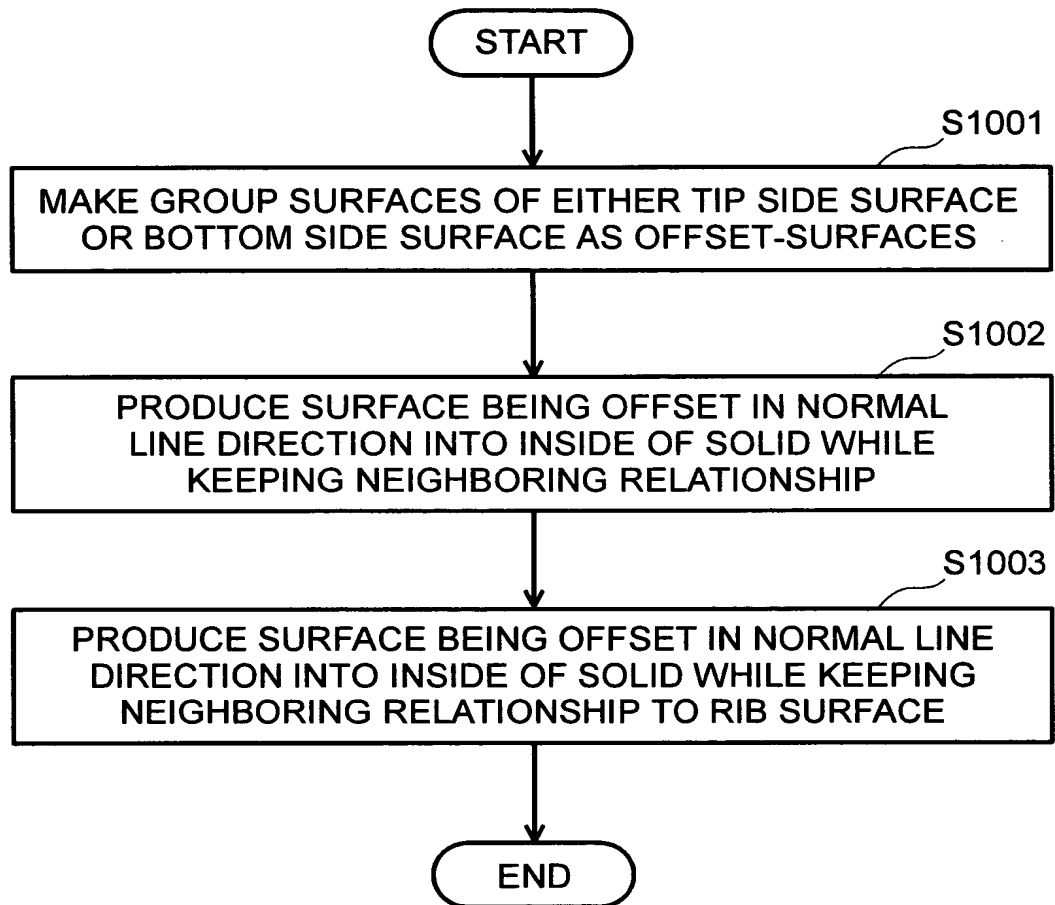 START
S1001
MAKE GROUP SURFACES OF EITHER TIP SIDE SURFACE
OR BOTTOM SIDE SURFACE AS OFFSET-SURFACES
S1002
PRODUCE SURFACE BEING OFFSET IN NORMAL
LINE DIRECTION INTO INSIDE OF SOLID WHILE
KEEPING NEIGHBORING RELATIONSHIP
S1003
PRODUCE SURFACE BEING OFFSET IN NORMAL LINE
DIRECTION INTO INSIDE OF SOLID WHILE KEEPING
NEIGHBORING RELATIONSHIP TO RIB SURFACE
END